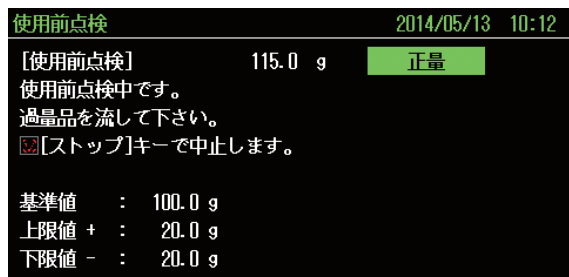 使用前点検 2014/05/13 10:12
[使用前点検] 115.0 g 正量
使用前点検中です。
過量品を流して下さい。
[ストップ]キーで中止します。
基準値 : 100.0 g
上限値 + : 20.0 g
下限値 - : 20.0 g